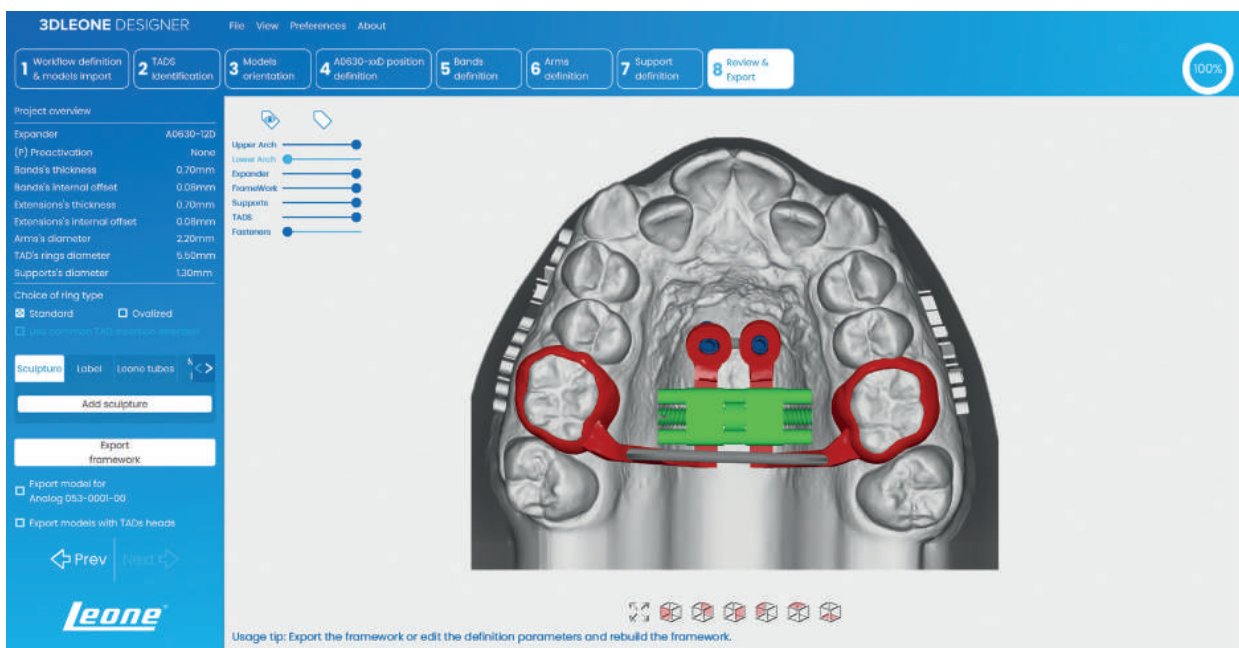 3DLEONE DESIGNER
File View Preferences About
1 Workflow definition
& models import
2 TADS
identification
3 Models
orientation
4 A0630-xxD position
definition
5 Bands
definition
6 Arms
definition
7 Support
definition
8 Review &
Export
100%
Project overview
Expander A0630-12D
(P) Preactivation None
Bands's thickness 0.70mm
Bands's internal offset 0.08mm
Extensions's thickness 0.70mm
Extensions's internal offset 0.08mm
Arms's diameter 2.20mm
TAD's rings diameter 5.50mm
Supports's diameter 1.30mm
Choice of ring type
Standard Ovalized
Use common TAD insertion direction
Sculpture Label Leone tubes
Add sculpture
Export
framework
Export model for
Analog 053-0001-00
Export models with TADs heads
Prev Next
Leone
Upper Arch
Lower Arch
Expander
FrameWork
Supports
TADS
Fasteners
Usage tip: Export the framework or edit the definition parameters and rebuild the framework.